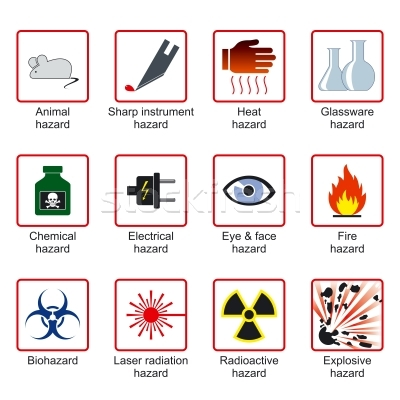 Animal
hazard
Sharp instrument
hazard
Heat
hazard
Glassware
hazard
stockfresh
Chemical
hazard
Electrical
hazard
Eye & face
hazard
Fire
hazard
Biohazard
Laser radiation
hazard
Radioactive
hazard
Explosive
hazard